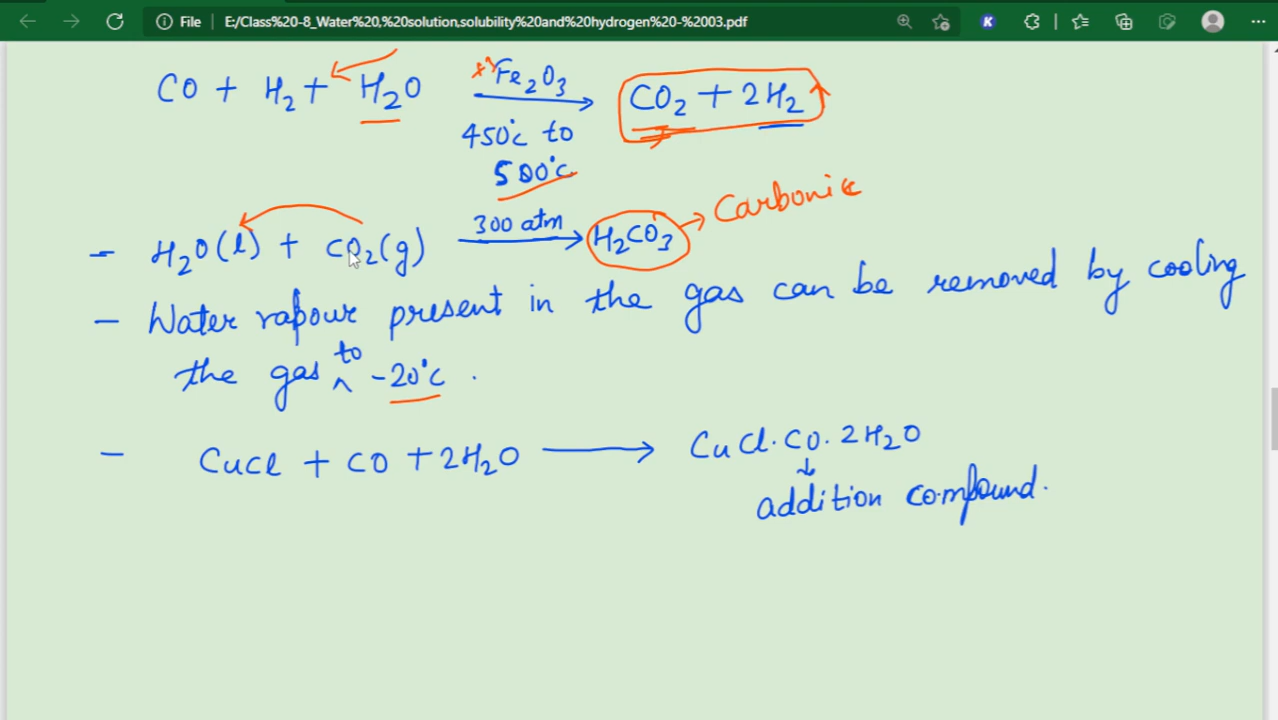 File E:/Class%20-8_Water%20,%20solution,solubility%20and%20hydrogen%20-%2003.pdf
CO + H₂ + H₂O Fe₂O₃ → CO₂ + 2H₂ ↑
450°c to
500°c
- H₂O(l) + CO₂(g) 300 atm → H₂CO₃ → Carbonic
- Water vapour present in the gas can be removed by cooling
the gas ^ to -20°c .
- CuCl + CO + 2H₂O → CuCl·CO·2H₂O
↓
addition compound.